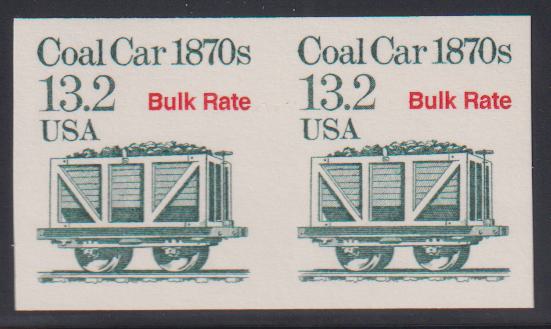 Coal Car 1870s
13.2 Bulk Rate
USA
Coal Car 1870s
13.2 Bulk Rate
USA